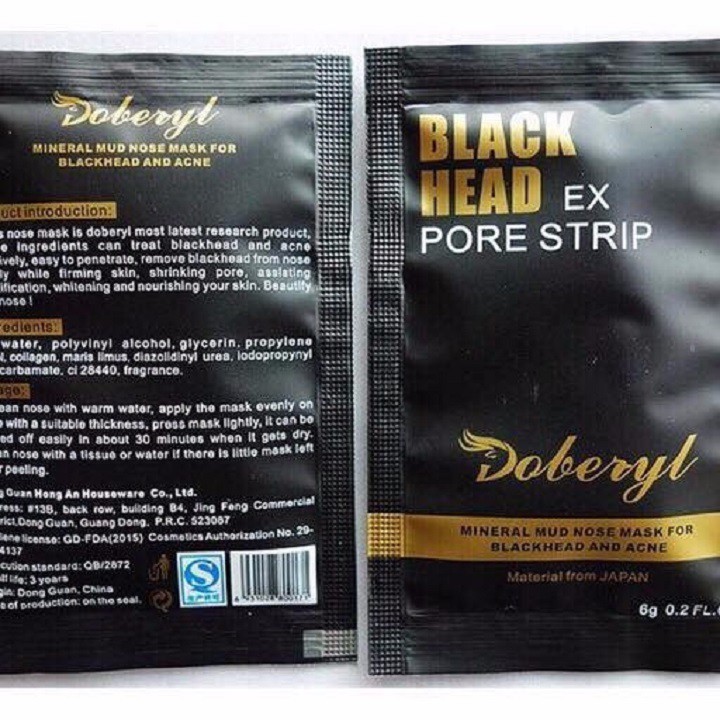 Doberyl
MINERAL MUD NOSE MASK FOR
BLACKHEAD AND ACNE
uct introduction:
s nose mask is doberyl most latest research product,
e ingredients can treat blackhead and acne
ively, easy to penetrate, remove blackhead from nose
ly while firming skin, shrinking pore, assisting
ification, whitening and nourishing your skin. Beautify
nose !
redients:
water, polyvinyl alcohol, glycerin, propylene
l, collagen, maris limus, diazolidinyl urea, iodopropynyl
carbamate, ci 28440, fragrance.
age:
ean nose with warm water, apply the mask evenly on
with a suitable thickness, press mask lightly, it can be
ed off easily in about 30 minutes when it gets dry.
an nose with a tissue or water if there is little mask left
r peeling.
g Guan Hong An Houseware Co., Ltd.
ress: #13B, back row, building B4, Jing Feng Commercial
rict,Dong Guan, Guang Dong. P.R.C. 523067
iene license: GD-FDA(2015) Cosmetics Authorization No. 29-
4137
cution standard: QB/2872
lf life: 3 years
gin: Dong Guan, China
e of production: on the seal.
BLACK
HEAD EX
PORE STRIP
Doberyl
MINERAL MUD NOSE MASK FOR
BLACKHEAD AND ACNE
Material from JAPAN
6g 0.2 FL.